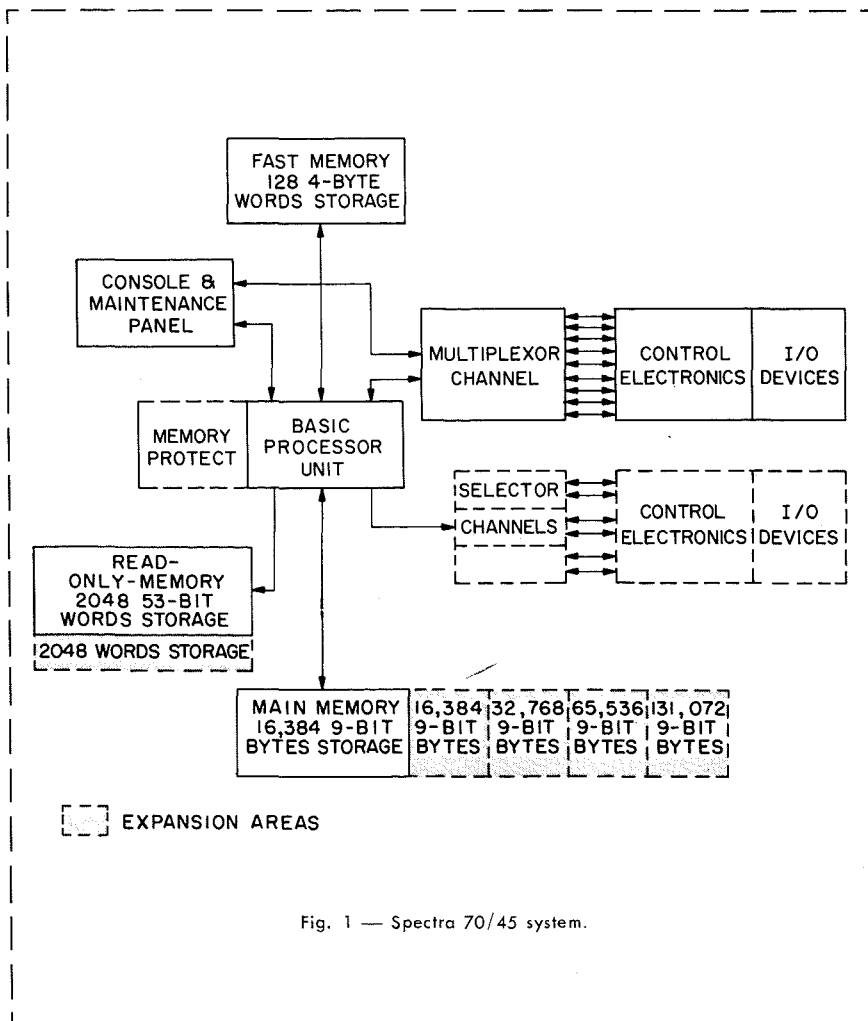 FAST MEMORY
128 4-BYTE
WORDS STORAGE
CONSOLE &
MAINTENANCE
PANEL
MULTIPLEXOR
CHANNEL
CONTROL
ELECTRONICS
I/O
DEVICES
MEMORY
PROTECT
BASIC
PROCESSOR
UNIT
SELECTOR
CHANNELS
CONTROL
ELECTRONICS
I/O
DEVICES
READ-
ONLY-MEMORY
2048 53-BIT
WORDS STORAGE
2048 WORDS STORAGE
MAIN MEMORY
16,384 9-BIT
BYTES STORAGE
16,384
9-BIT
BYTES
32,768
9-BIT
BYTES
65,536
9-BIT
BYTES
131,072
9-BIT
BYTES
EXPANSION AREAS
Fig. 1 — Spectra 70/45 system.